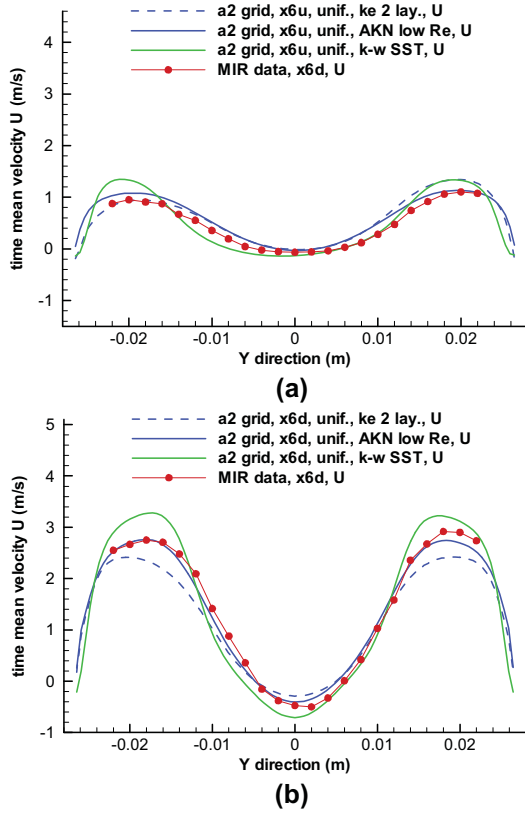 a2 grid, x6u, unif., ke 2 lay., U
a2 grid, x6u, unif., AKN low Re, U
a2 grid, x6u, unif., k-w SST, U
MIR data, x6d, U
time mean velocity U (m/s)
5
4
3
2
1
0
-1
-0.02
-0.01
0
0.01
0.02
Y direction (m)
(a)
a2 grid, x6d, unif., ke 2 lay., U
a2 grid, x6d, unif., AKN low Re, U
a2 grid, x6d, unif., k-w SST, U
MIR data, x6d, U
time mean velocity U (m/s)
5
4
3
2
1
0
-1
-0.02
-0.01
0
0.01
0.02
Y direction (m)
(b)